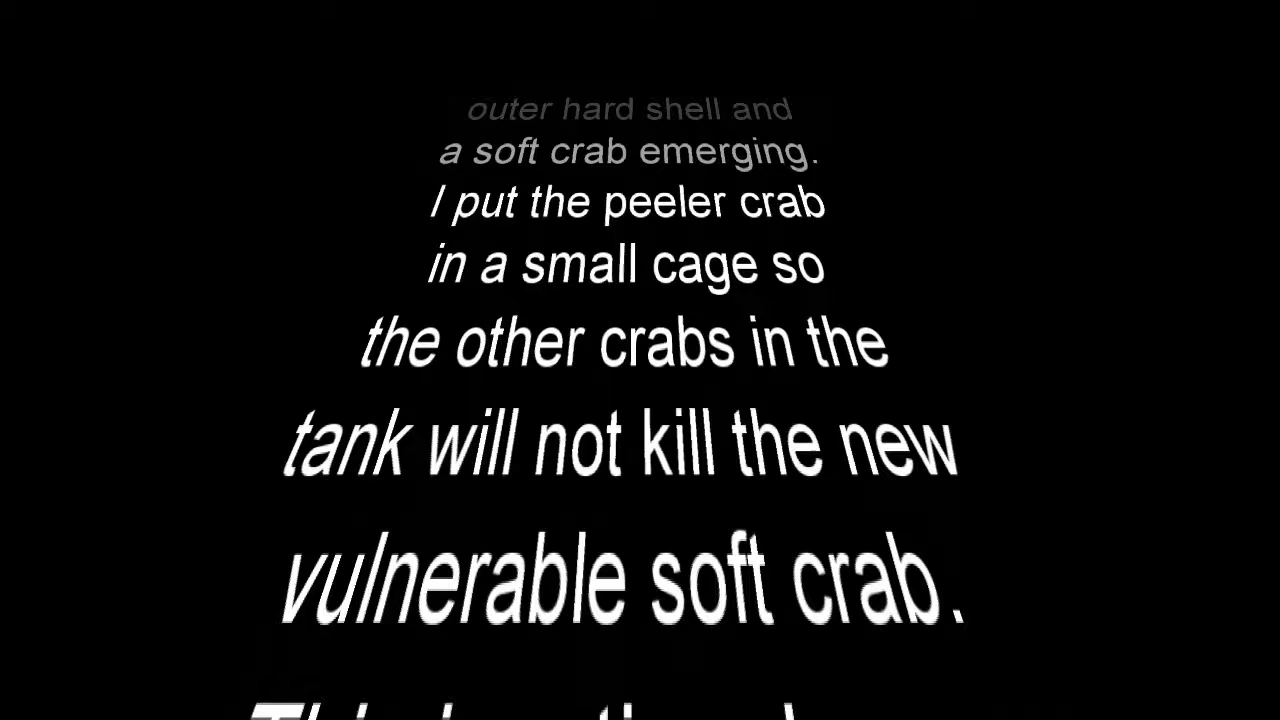 outer hard shell and
a soft crab emerging.
I put the peeler crab
in a small cage so
the other crabs in the
tank will not kill the new
vulnerable soft crab.